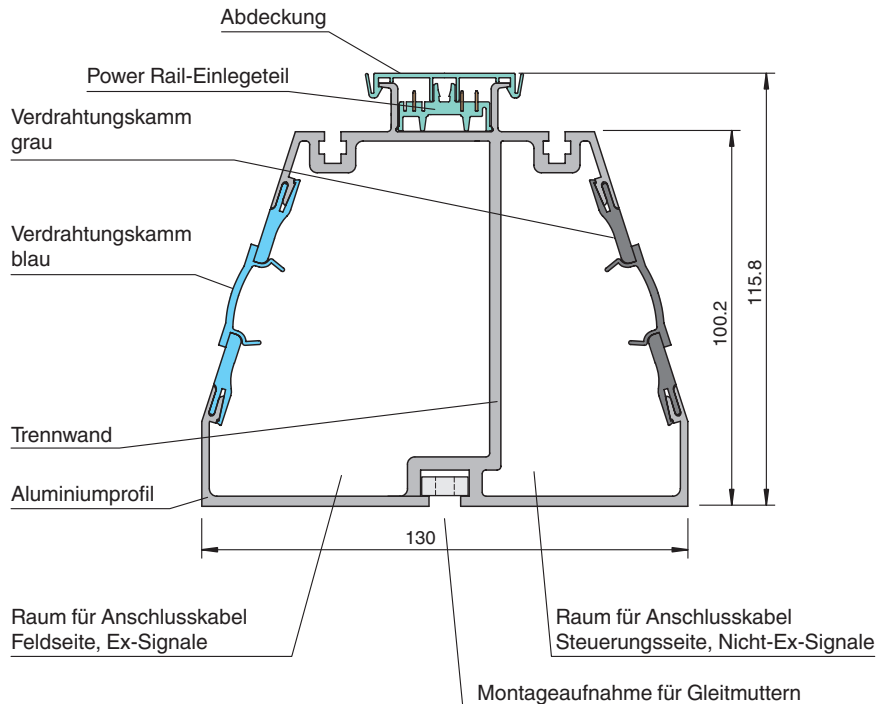 Abdeckung
Power Rail-Einlegeteil
Verdrahtungskamm
grau
Verdrahtungskamm
blau
Trennwand
Aluminiumprofil
100.2
115.8
130
Raum für Anschlusskabel
Feldseite, Ex-Signale
Raum für Anschlusskabel
Steuerungsseite, Nicht-Ex-Signale
Montageaufnahme für Gleitmuttern